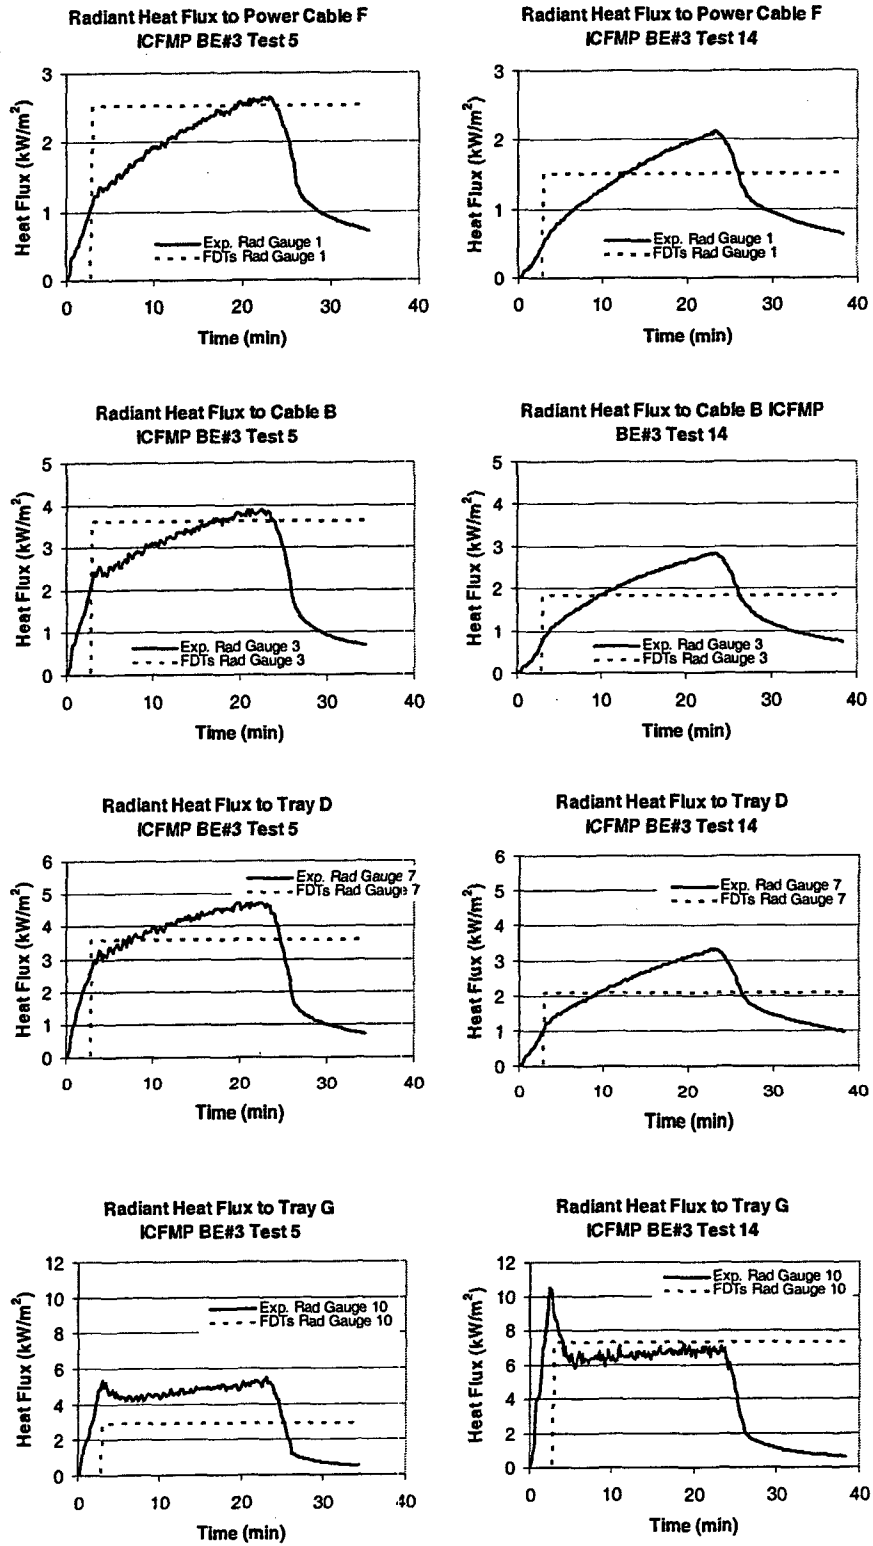 Radiant Heat Flux to Power Cable F
ICFMP BE#3 Test 5
3
2
1
0
Heat Flux (kW/m²)
Exp. Rad Gauge 1
FDTs Rad Gauge 1
0 10 20 30 40
Time (min)
Radiant Heat Flux to Power Cable F
ICFMP BE#3 Test 14
3
2
1
0
Heat Flux (kW/m²)
Exp. Rad Gauge 1
FDTs Rad Gauge 1
0 10 20 30 40
Time (min)
Radiant Heat Flux to Cable B
ICFMP BE#3 Test 5
5
4
3
2
1
0
Heat Flux (kW/m²)
Exp. Rad Gauge 3
FDTs Rad Gauge 3
0 10 20 30 40
Time (min)
Radiant Heat Flux to Cable B ICFMP
BE#3 Test 14
5
4
3
2
1
0
Heat Flux (kW/m²)
Exp. Rad Gauge 3
FDTs Rad Gauge 3
0 10 20 30 40
Time (min)
Radiant Heat Flux to Tray D
ICFMP BE#3 Test 5
6
5
4
3
2
1
0
Heat Flux (kW/m²)
Exp. Rad Gauge 7
FDTs Rad Gauge 7
0 10 20 30 40
Time (min)
Radiant Heat Flux to Tray D
ICFMP BE#3 Test 14
6
5
4
3
2
1
0
Heat Flux (kW/m²)
Exp. Rad Gauge 7
FDTs Rad Gauge 7
0 10 20 30 40
Time (min)
Radiant Heat Flux to Tray G
ICFMP BE#3 Test 5
12
10
8
6
4
2
0
Heat Flux (kW/m²)
Exp. Rad Gauge 10
FDTs Rad Gauge 10
0 10 20 30 40
Time (min)
Radiant Heat Flux to Tray G
ICFMP BE#3 Test 14
12
10
8
6
4
2
0
Heat Flux (kW/m²)
Exp. Rad Gauge 10
FDTs Rad Gauge 10
0 10 20 30 40
Time (min)